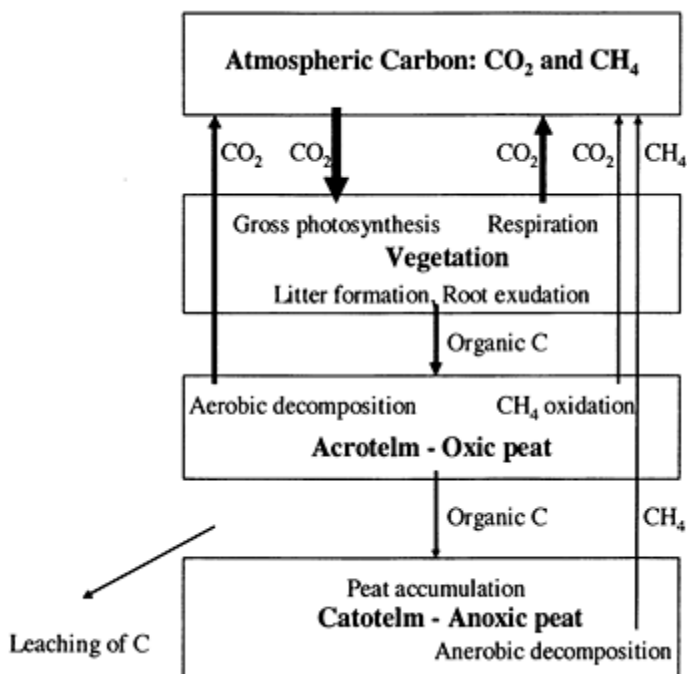 Atmospheric Carbon: CO₂ and CH₄
CO₂ CO₂ CO₂ CO₂ CH₄
Gross photosynthesis Respiration
Vegetation
Litter formation, Root exudation
Organic C
Aerobic decomposition CH₄ oxidation
Acrotelm - Oxic peat
Organic C CH₄
Peat accumulation
Catotelm - Anoxic peat
Leaching of C Anerobic decomposition